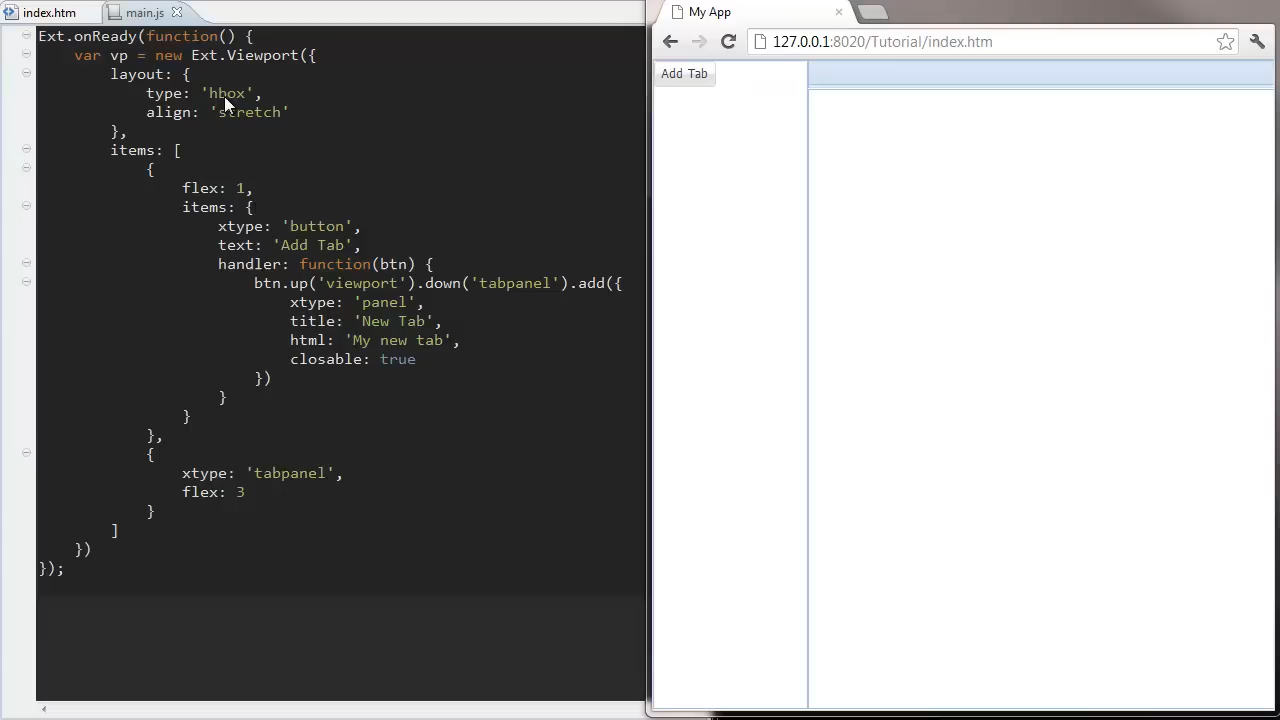 index.htm
main.js
Ext.onReady(function() {
var vp = new Ext.Viewport({
layout: {
type: 'hbox',
align: 'stretch'
},
items: [
{
flex: 1,
items: {
xtype: 'button',
text: 'Add Tab',
handler: function(btn) {
btn.up('viewport').down('tabpanel').add({
xtype: 'panel',
title: 'New Tab',
html: 'My new tab',
closable: true
})
}
}
},
{
xtype: 'tabpanel',
flex: 3
}
]
})
});
My App
127.0.0.1:8020/Tutorial/index.htm
Add Tab